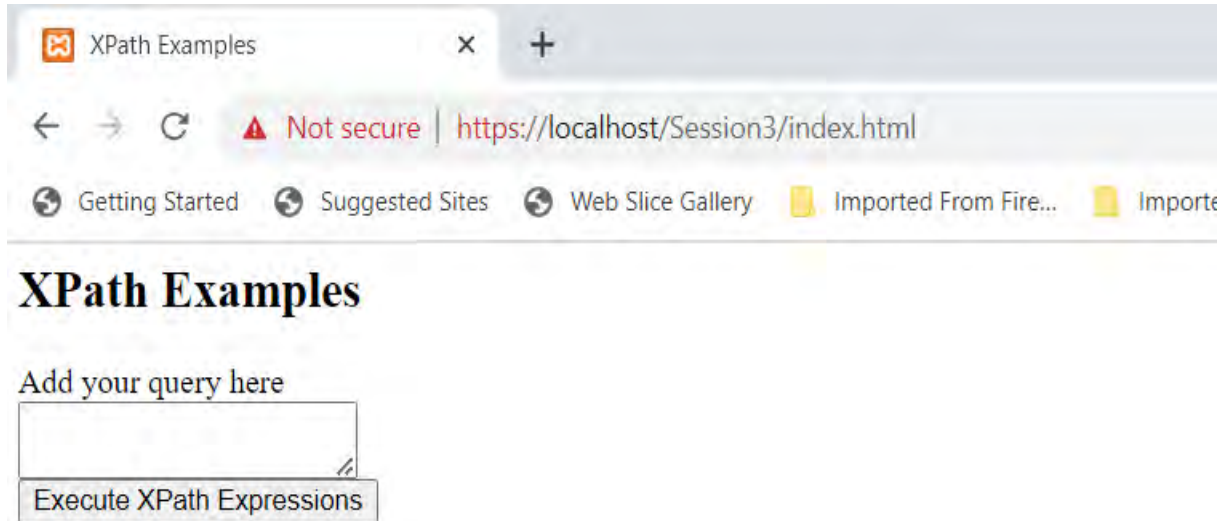 XPath Examples
Not secure | https://localhost/Session3/index.html
Getting Started Suggested Sites Web Slice Gallery Imported From Fire... Importe
XPath Examples
Add your query here
Execute XPath Expressions